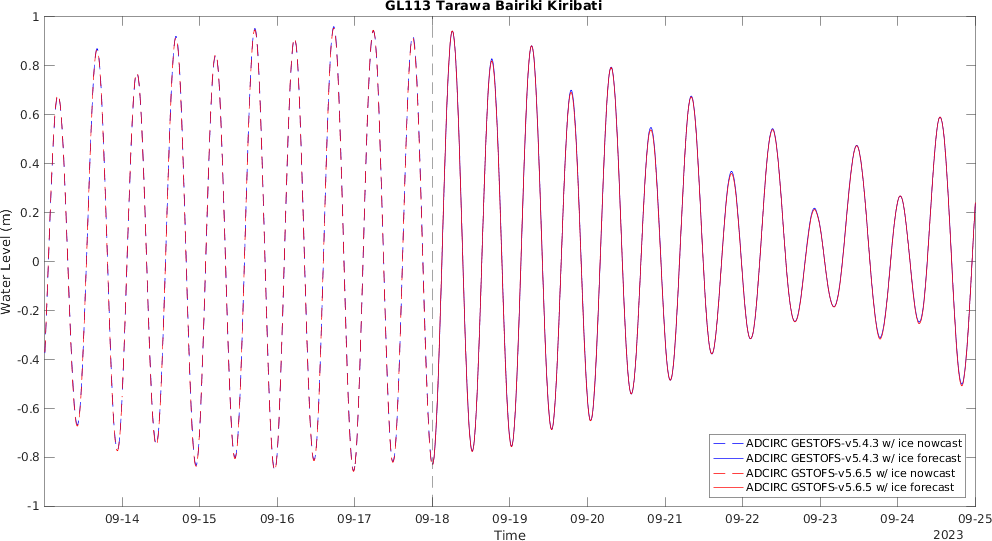 GL113 Tarawa Bairiki Kiribati
1
0.8
0.6
0.4
0.2
0
-0.2
-0.4
-0.6
-0.8
-1
Water Level (m)
ADCIRC GESTOFS-v5.4.3 w/ ice nowcast
ADCIRC GESTOFS-v5.4.3 w/ ice forecast
ADCIRC GSTOFS-v5.6.5 w/ ice nowcast
ADCIRC GSTOFS-v5.6.5 w/ ice forecast
09-14 09-15 09-16 09-17 09-18 09-19 09-20 09-21 09-22 09-23 09-24 09-25
Time
2023